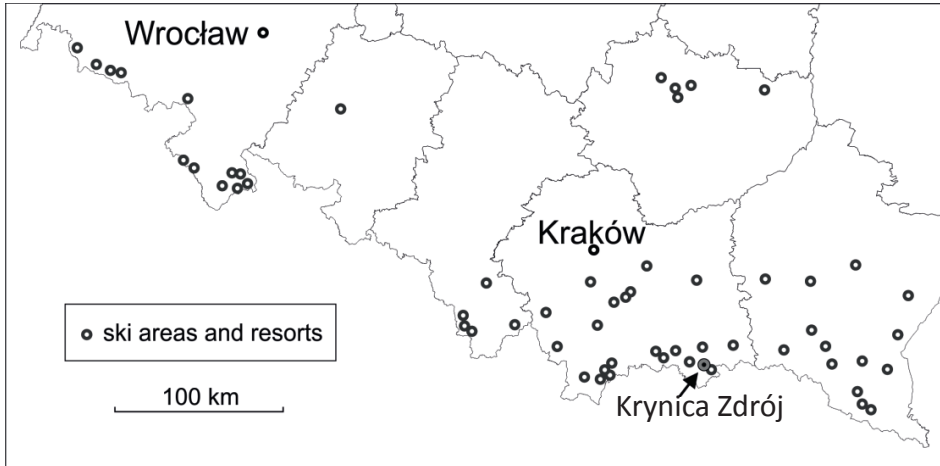 Wrocław
Kraków
ski areas and resorts
100 km
Krynica Zdrój